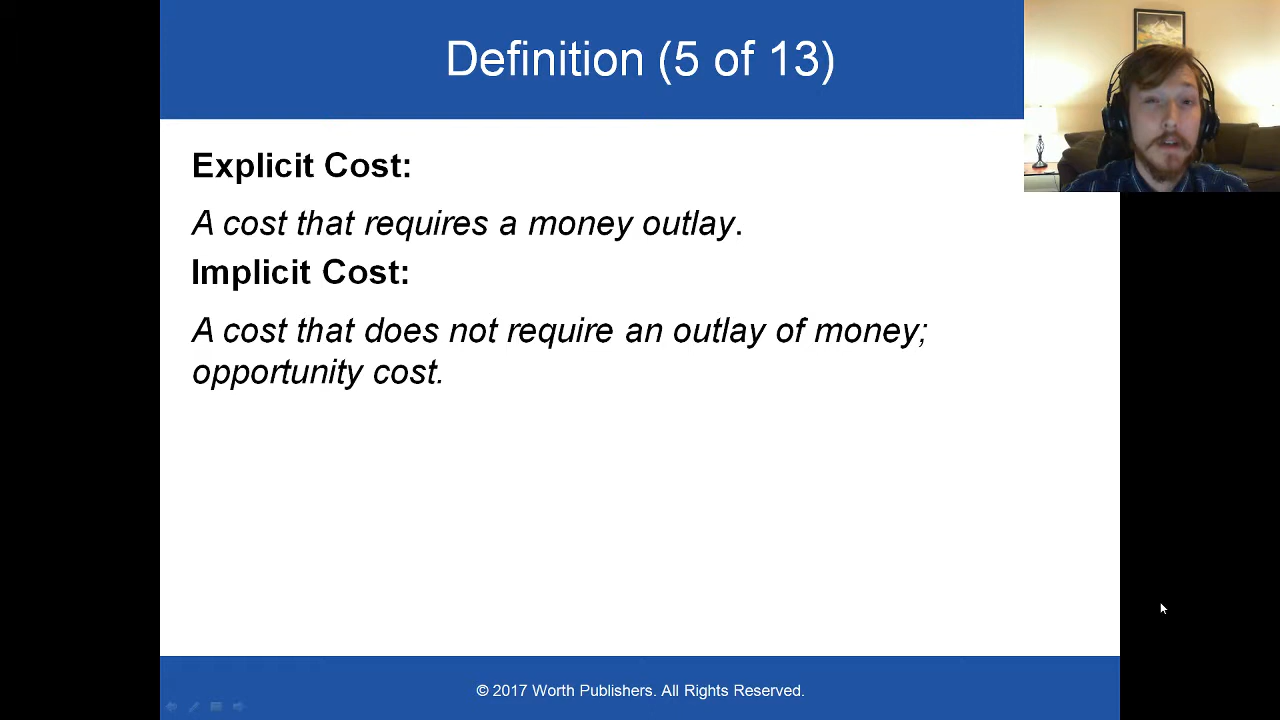 Definition (5 of 13)
Explicit Cost:
A cost that requires a money outlay.
Implicit Cost:
A cost that does not require an outlay of money;
opportunity cost.
© 2017 Worth Publishers. All Rights Reserved.